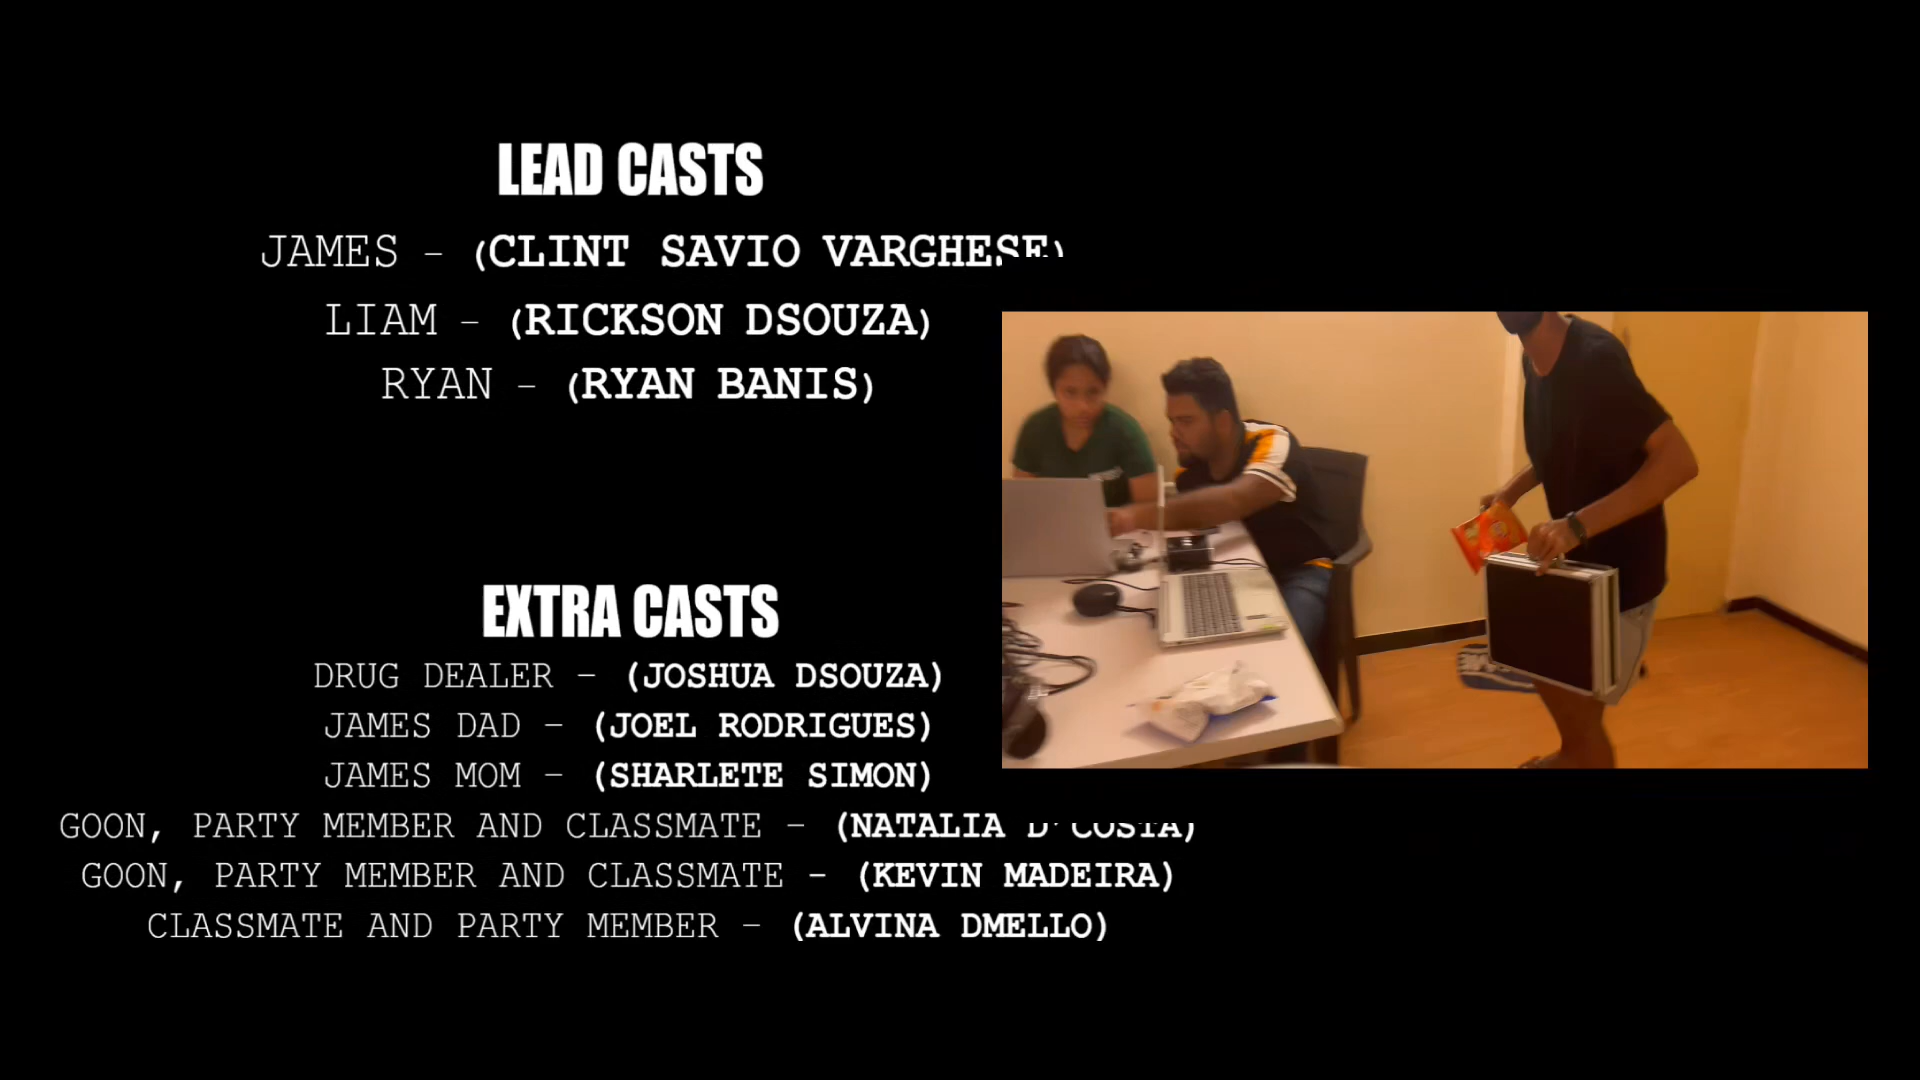 LEAD CASTS
JAMES - (CLINT SAVIO VARGHESE)
LIAM - (RICKSON DSOUZA)
RYAN - (RYAN BANIS)
EXTRA CASTS
DRUG DEALER - (JOSHUA DSOUZA)
JAMES DAD - (JOEL RODRIGUES)
JAMES MOM - (SHARLETE SIMON)
GOON, PARTY MEMBER AND CLASSMATE - (NATALIA D'COSTA)
GOON, PARTY MEMBER AND CLASSMATE - (KEVIN MADEIRA)
CLASSMATE AND PARTY MEMBER - (ALVINA DMELLO)